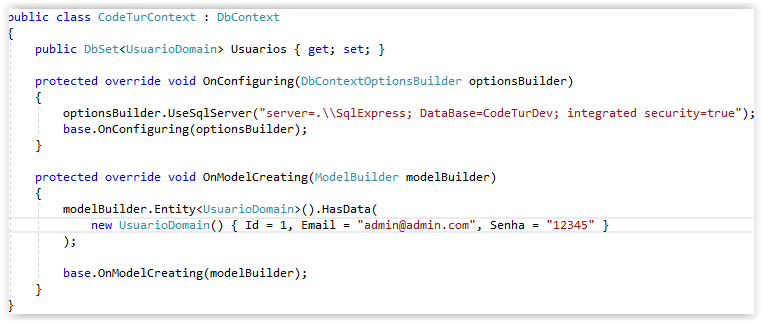 public class CodeTurContext : DbContext
{
    public DbSet<UsuarioDomain> Usuarios { get; set; }

    protected override void OnConfiguring(DbContextOptionsBuilder optionsBuilder)
    {
        optionsBuilder.UseSqlServer("server=.\\SqlExpress; DataBase=CodeTurDev; integrated security=true");
        base.OnConfiguring(optionsBuilder);
    }

    protected override void OnModelCreating(ModelBuilder modelBuilder)
    {
        modelBuilder.Entity<UsuarioDomain>().HasData(
            new UsuarioDomain() { Id = 1, Email = "admin@admin.com", Senha = "12345" }
        );

        base.OnModelCreating(modelBuilder);
    }
}